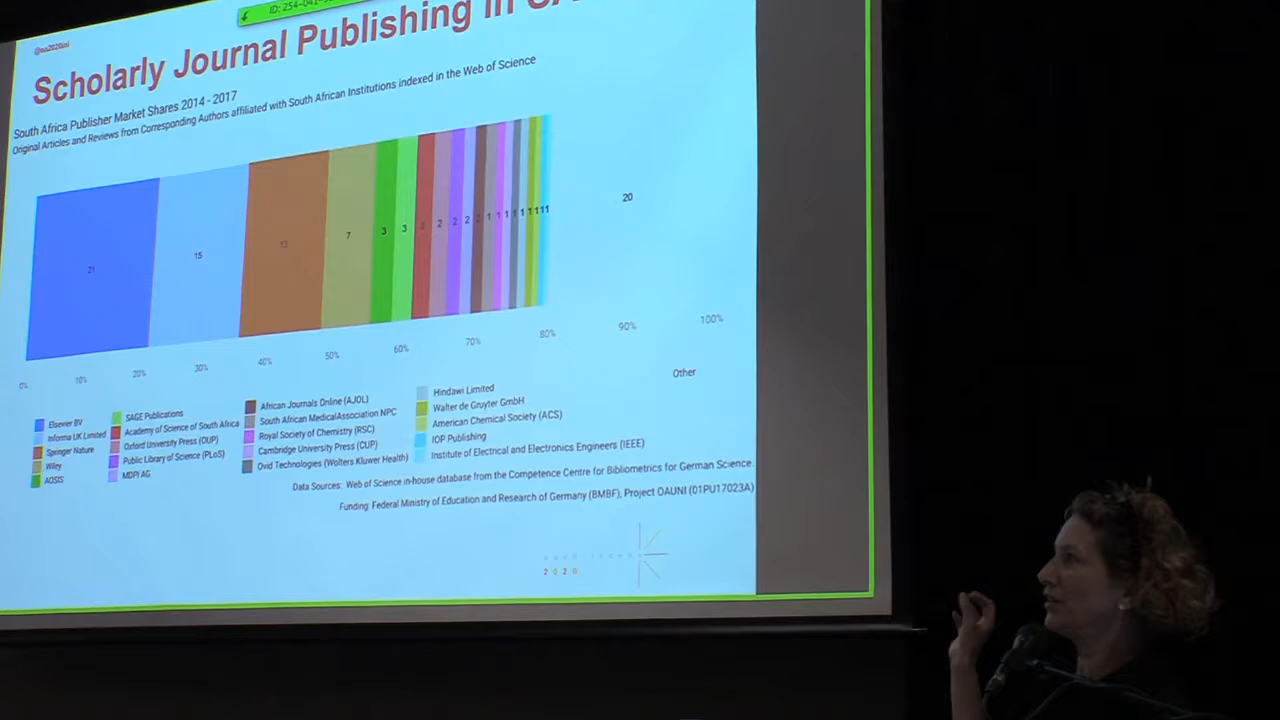 ID: 254-041-
@oa2020ini
Scholarly Journal Publishing in
South Africa Publisher Market Shares 2014 - 2017
Original Articles and Reviews from Corresponding Authors affiliated with South African Institutions indexed in the Web of Science
21 15 13 7 3 3 2 2 2 1 1 1 1 1 1 1 1 20
0% 10% 20% 30% 40% 50% 60% 70% 80% 90% 100%
Other
Elsevier BV
Informa UK Limited
Springer Nature
Wiley
AOSIS
SAGE Publications
Academy of Science of South Africa
Oxford University Press (OUP)
Public Library of Science (PLoS)
MDPI AG
African Journals Online (AJOL)
South African MedicalAssociation NPC
Royal Society of Chemistry (RSC)
Cambridge University Press (CUP)
Ovid Technologies (Wolters Kluwer Health)
Hindawi Limited
Walter de Gruyter GmbH
American Chemical Society (ACS)
IOP Publishing
Institute of Electrical and Electronics Engineers (IEEE)
Data Sources: Web of Science in-house database from the Competence Centre for Bibliometrics for German Science.
Funding: Federal Ministry of Education and Research of Germany (BMBF), Project OAUNI (01PU17023A)
2 0 2 0